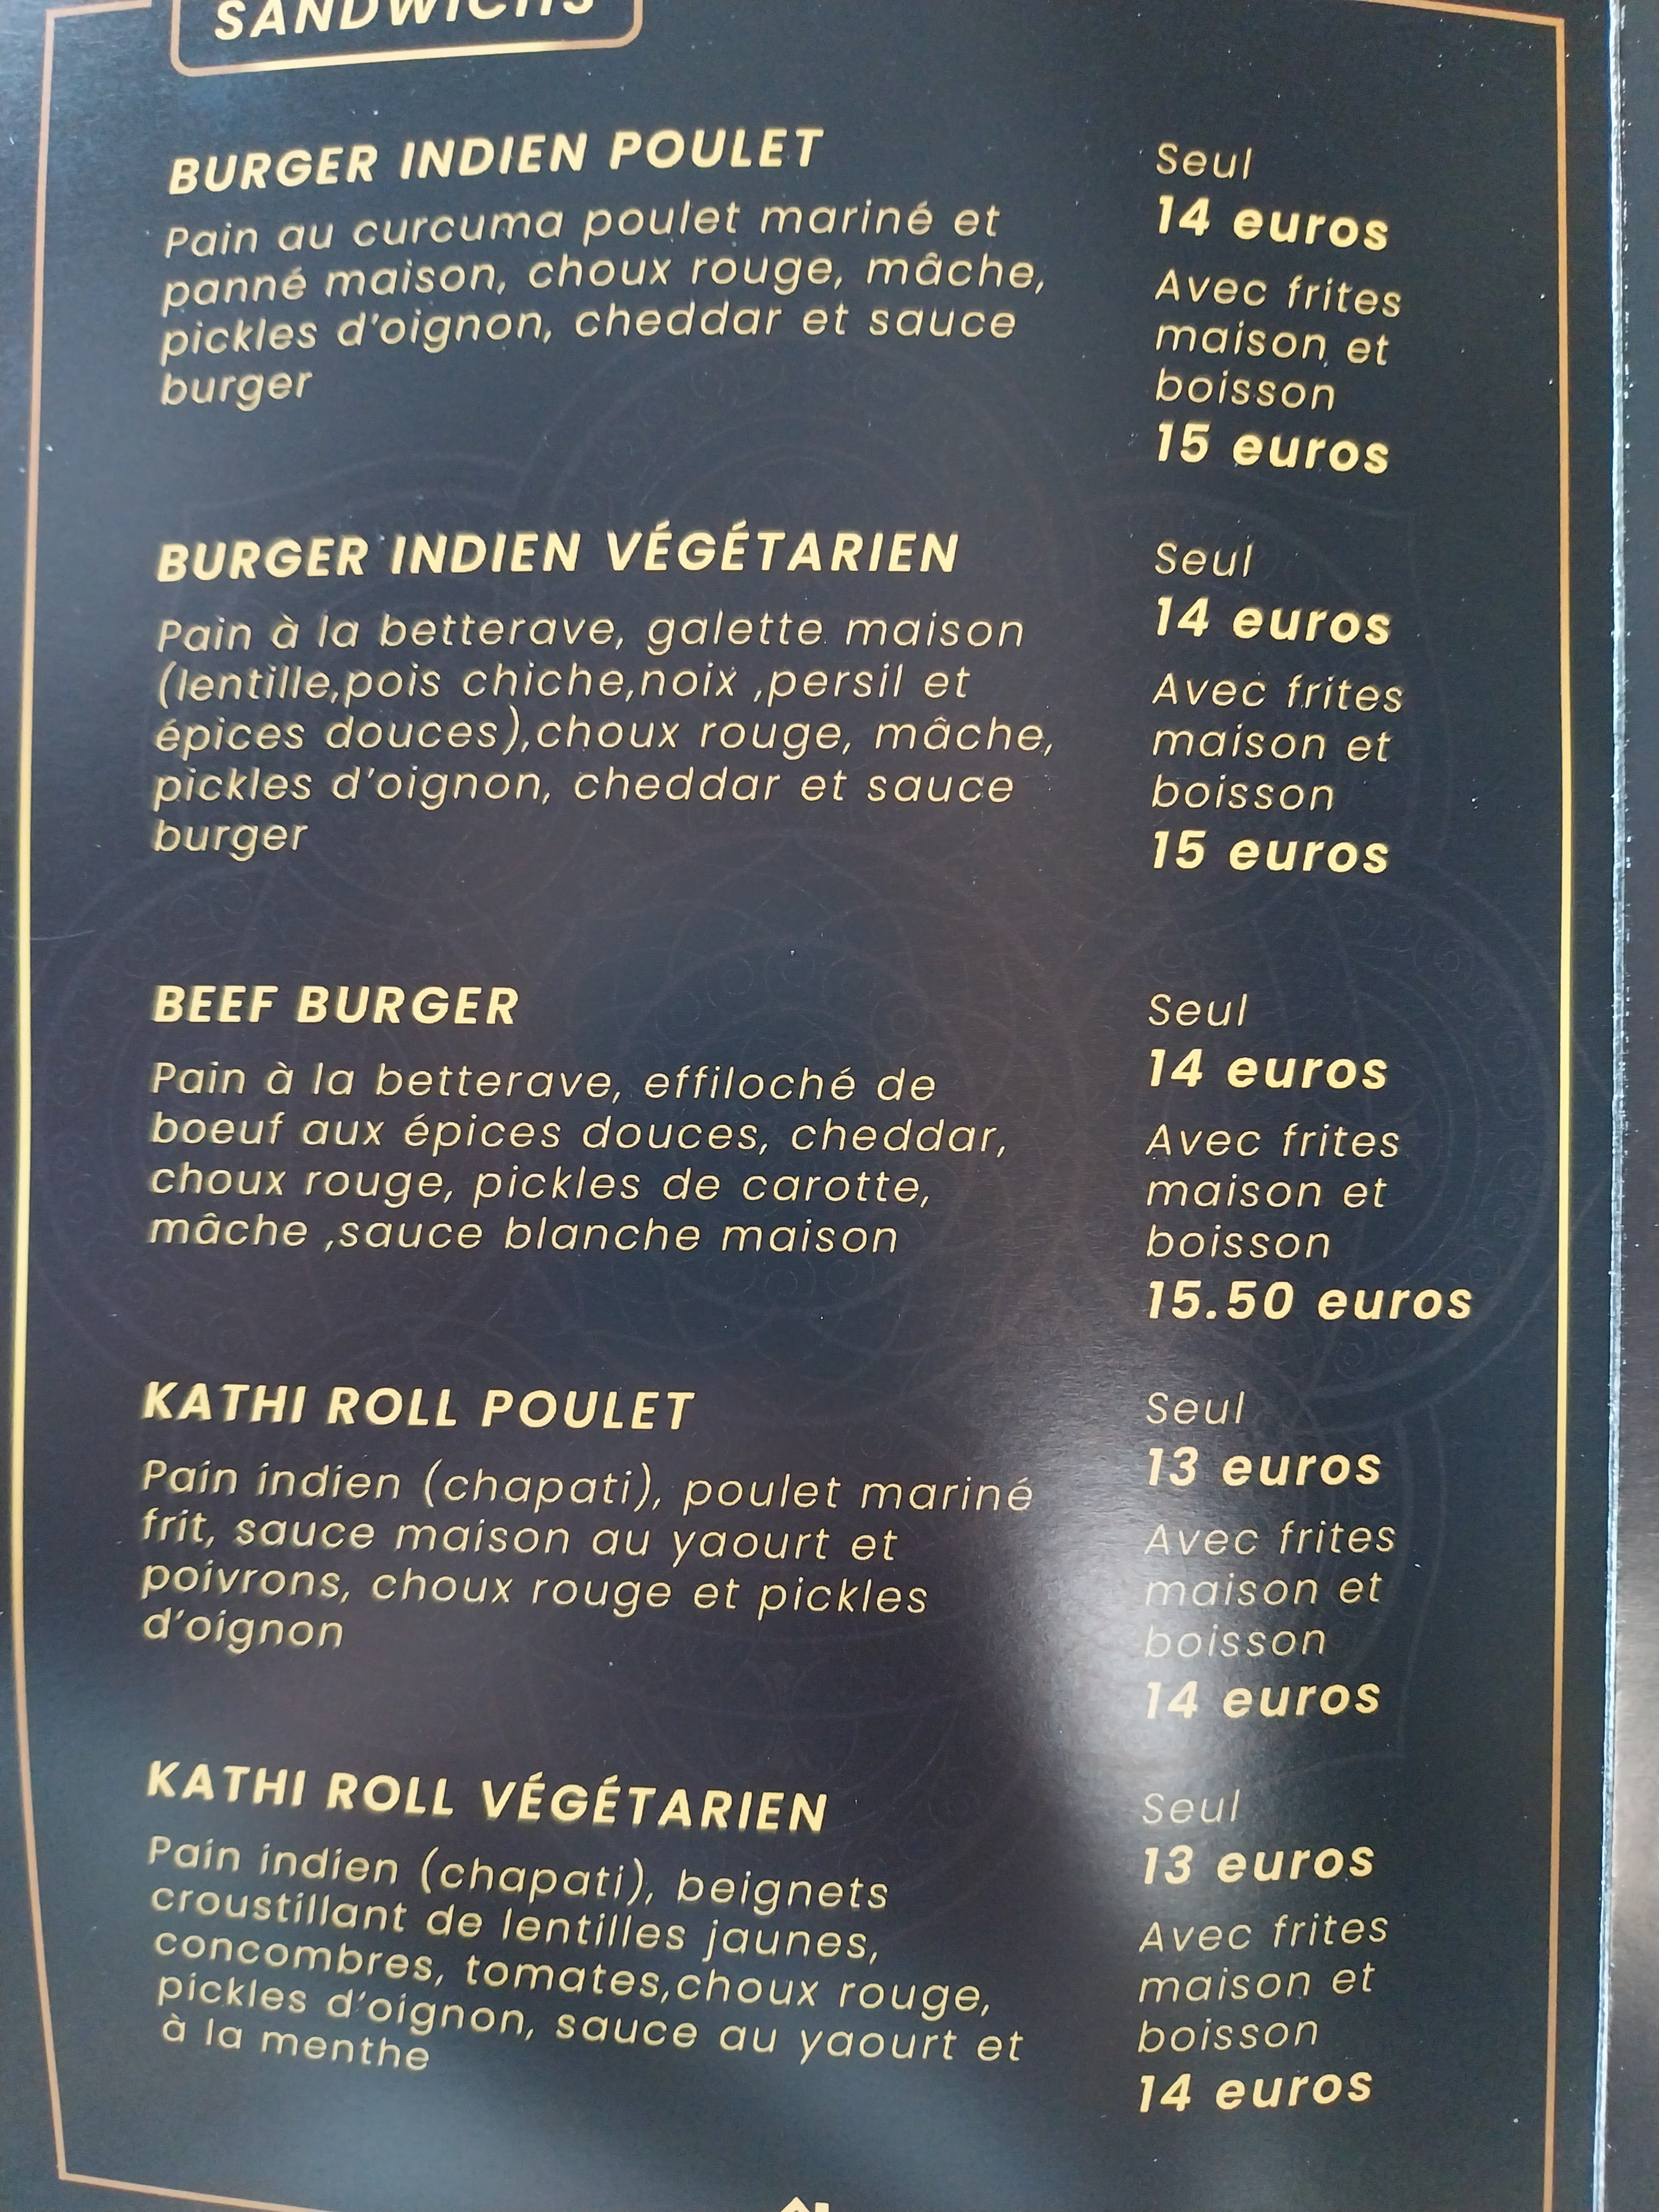 SANDWICHS
BURGER INDIEN POULET
Pain au curcuma poulet mariné et
panné maison, choux rouge, mâche,
pickles d'oignon, cheddar et sauce
burger
Seul
14 euros
Avec frites
maison et
boisson
15 euros
BURGER INDIEN VÉGÉTARIEN
Pain à la betterave, galette maison
(lentille,pois chiche,noix ,persil et
épices douces),choux rouge, mâche,
pickles d'oignon, cheddar et sauce
burger
Seul
14 euros
Avec frites
maison et
boisson
15 euros
BEEF BURGER
Pain à la betterave, effiloché de
boeuf aux épices douces, cheddar,
choux rouge, pickles de carotte,
mâche ,sauce blanche maison
Seul
14 euros
Avec frites
maison et
boisson
15.50 euros
KATHI ROLL POULET
Pain indien (chapati), poulet mariné
frit, sauce maison au yaourt et
poivrons, choux rouge et pickles
d'oignon
Seul
13 euros
Avec frites
maison et
boisson
14 euros
KATHI ROLL VÉGÉTARIEN
Pain indien (chapati), beignets
croustillant de lentilles jaunes,
concombres, tomates,choux rouge,
pickles d'oignon, sauce au yaourt et
à la menthe
Seul
13 euros
Avec frites
maison et
boisson
14 euros